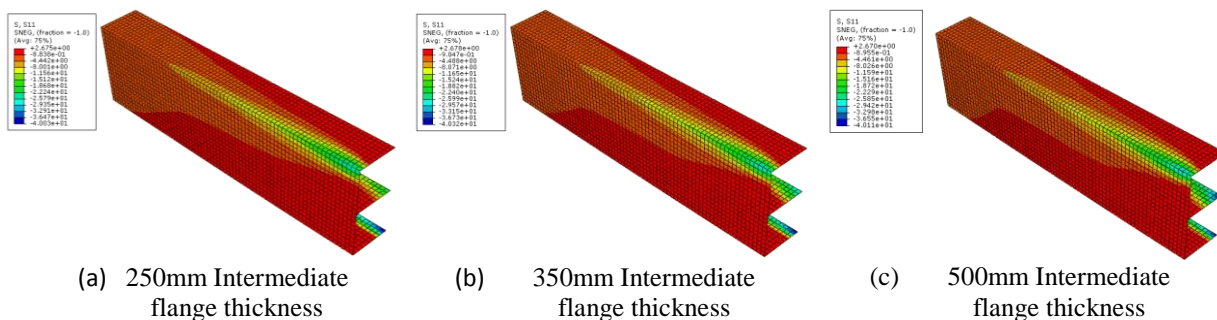 S, S11
SNEG, (fraction = -1.0)
(Avg: 75%)
+2.675e+00
-8.838e-01
-4.442e+00
-8.001e+00
-1.156e+01
-1.512e+01
-1.868e+01
-2.224e+01
-2.579e+01
-2.935e+01
-3.291e+01
-3.647e+01
-4.003e+01
(a) 250mm Intermediate
flange thickness
S, S11
SNEG, (fraction = -1.0)
(Avg: 75%)
+2.678e+00
-9.047e-01
-4.488e+00
-8.071e+00
-1.165e+01
-1.524e+01
-1.882e+01
-2.240e+01
-2.599e+01
-2.957e+01
-3.315e+01
-3.673e+01
-4.032e+01
(b) 350mm Intermediate
flange thickness
S, S11
SNEG, (fraction = -1.0)
(Avg: 75%)
+2.670e+00
-8.955e-01
-4.461e+00
-8.026e+00
-1.159e+01
-1.516e+01
-1.872e+01
-2.229e+01
-2.585e+01
-2.942e+01
-3.298e+01
-3.655e+01
-4.011e+01
(c) 500mm Intermediate
flange thickness